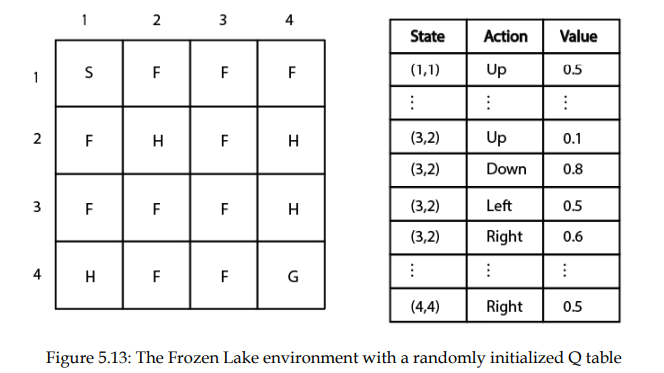 1 2 3 4
1 S F F F
2 F H F H
3 F F F H
4 H F F G
State Action Value
(1,1) Up 0.5
⋮ ⋮ ⋮
(3,2) Up 0.1
(3,2) Down 0.8
(3,2) Left 0.5
(3,2) Right 0.6
⋮ ⋮ ⋮
(4,4) Right 0.5
Figure 5.13: The Frozen Lake environment with a randomly initialized Q table